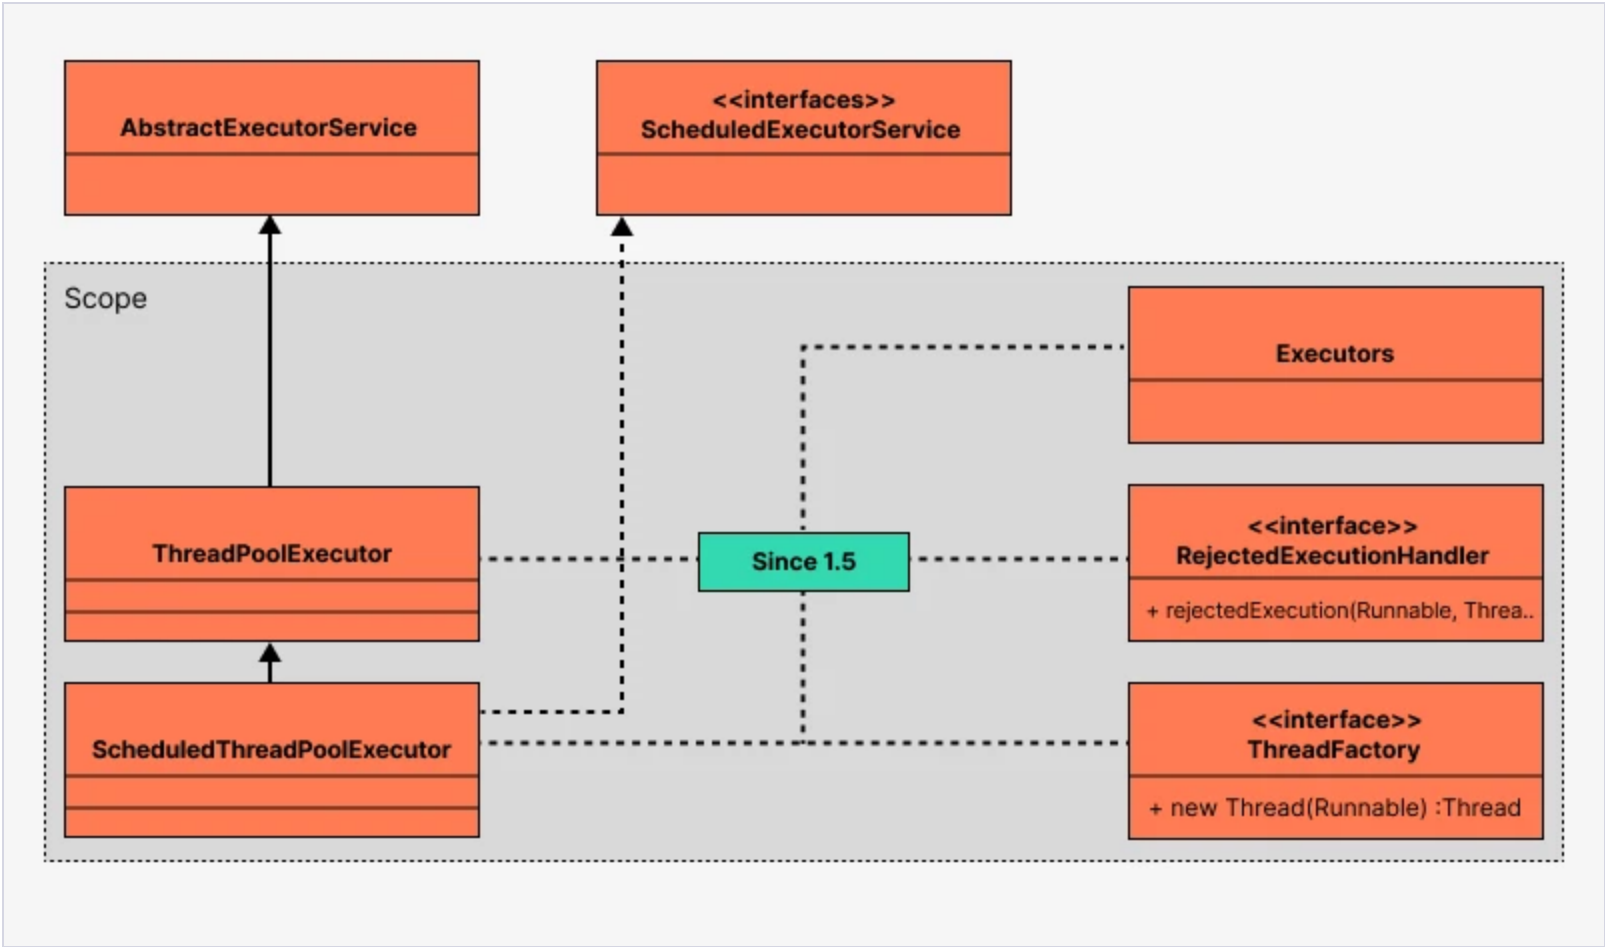 AbstractExecutorService
<<interfaces>>
ScheduledExecutorService
Scope
Executors
ThreadPoolExecutor
Since 1.5
<<interface>>
RejectedExecutionHandler
+ rejectedExecution(Runnable, Threa..
ScheduledThreadPoolExecutor
<<interface>>
ThreadFactory
+ new Thread(Runnable) :Thread